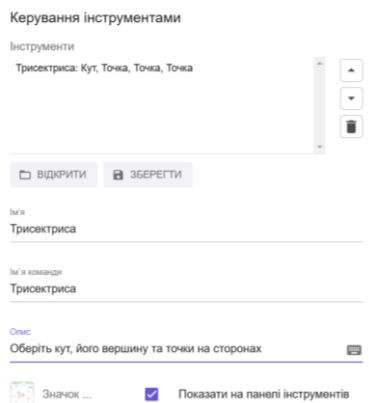 Керування інструментами
Інструменти
Трисектриса: Кут, Точка, Точка, Точка
ВІДКРИТИ ЗБЕРЕГТИ
Ім'я
Трисектриса
Ім'я команди
Трисектриса
Опис
Оберіть кут, його вершину та точки на сторонах
Значок ... Показати на панелі інструментів